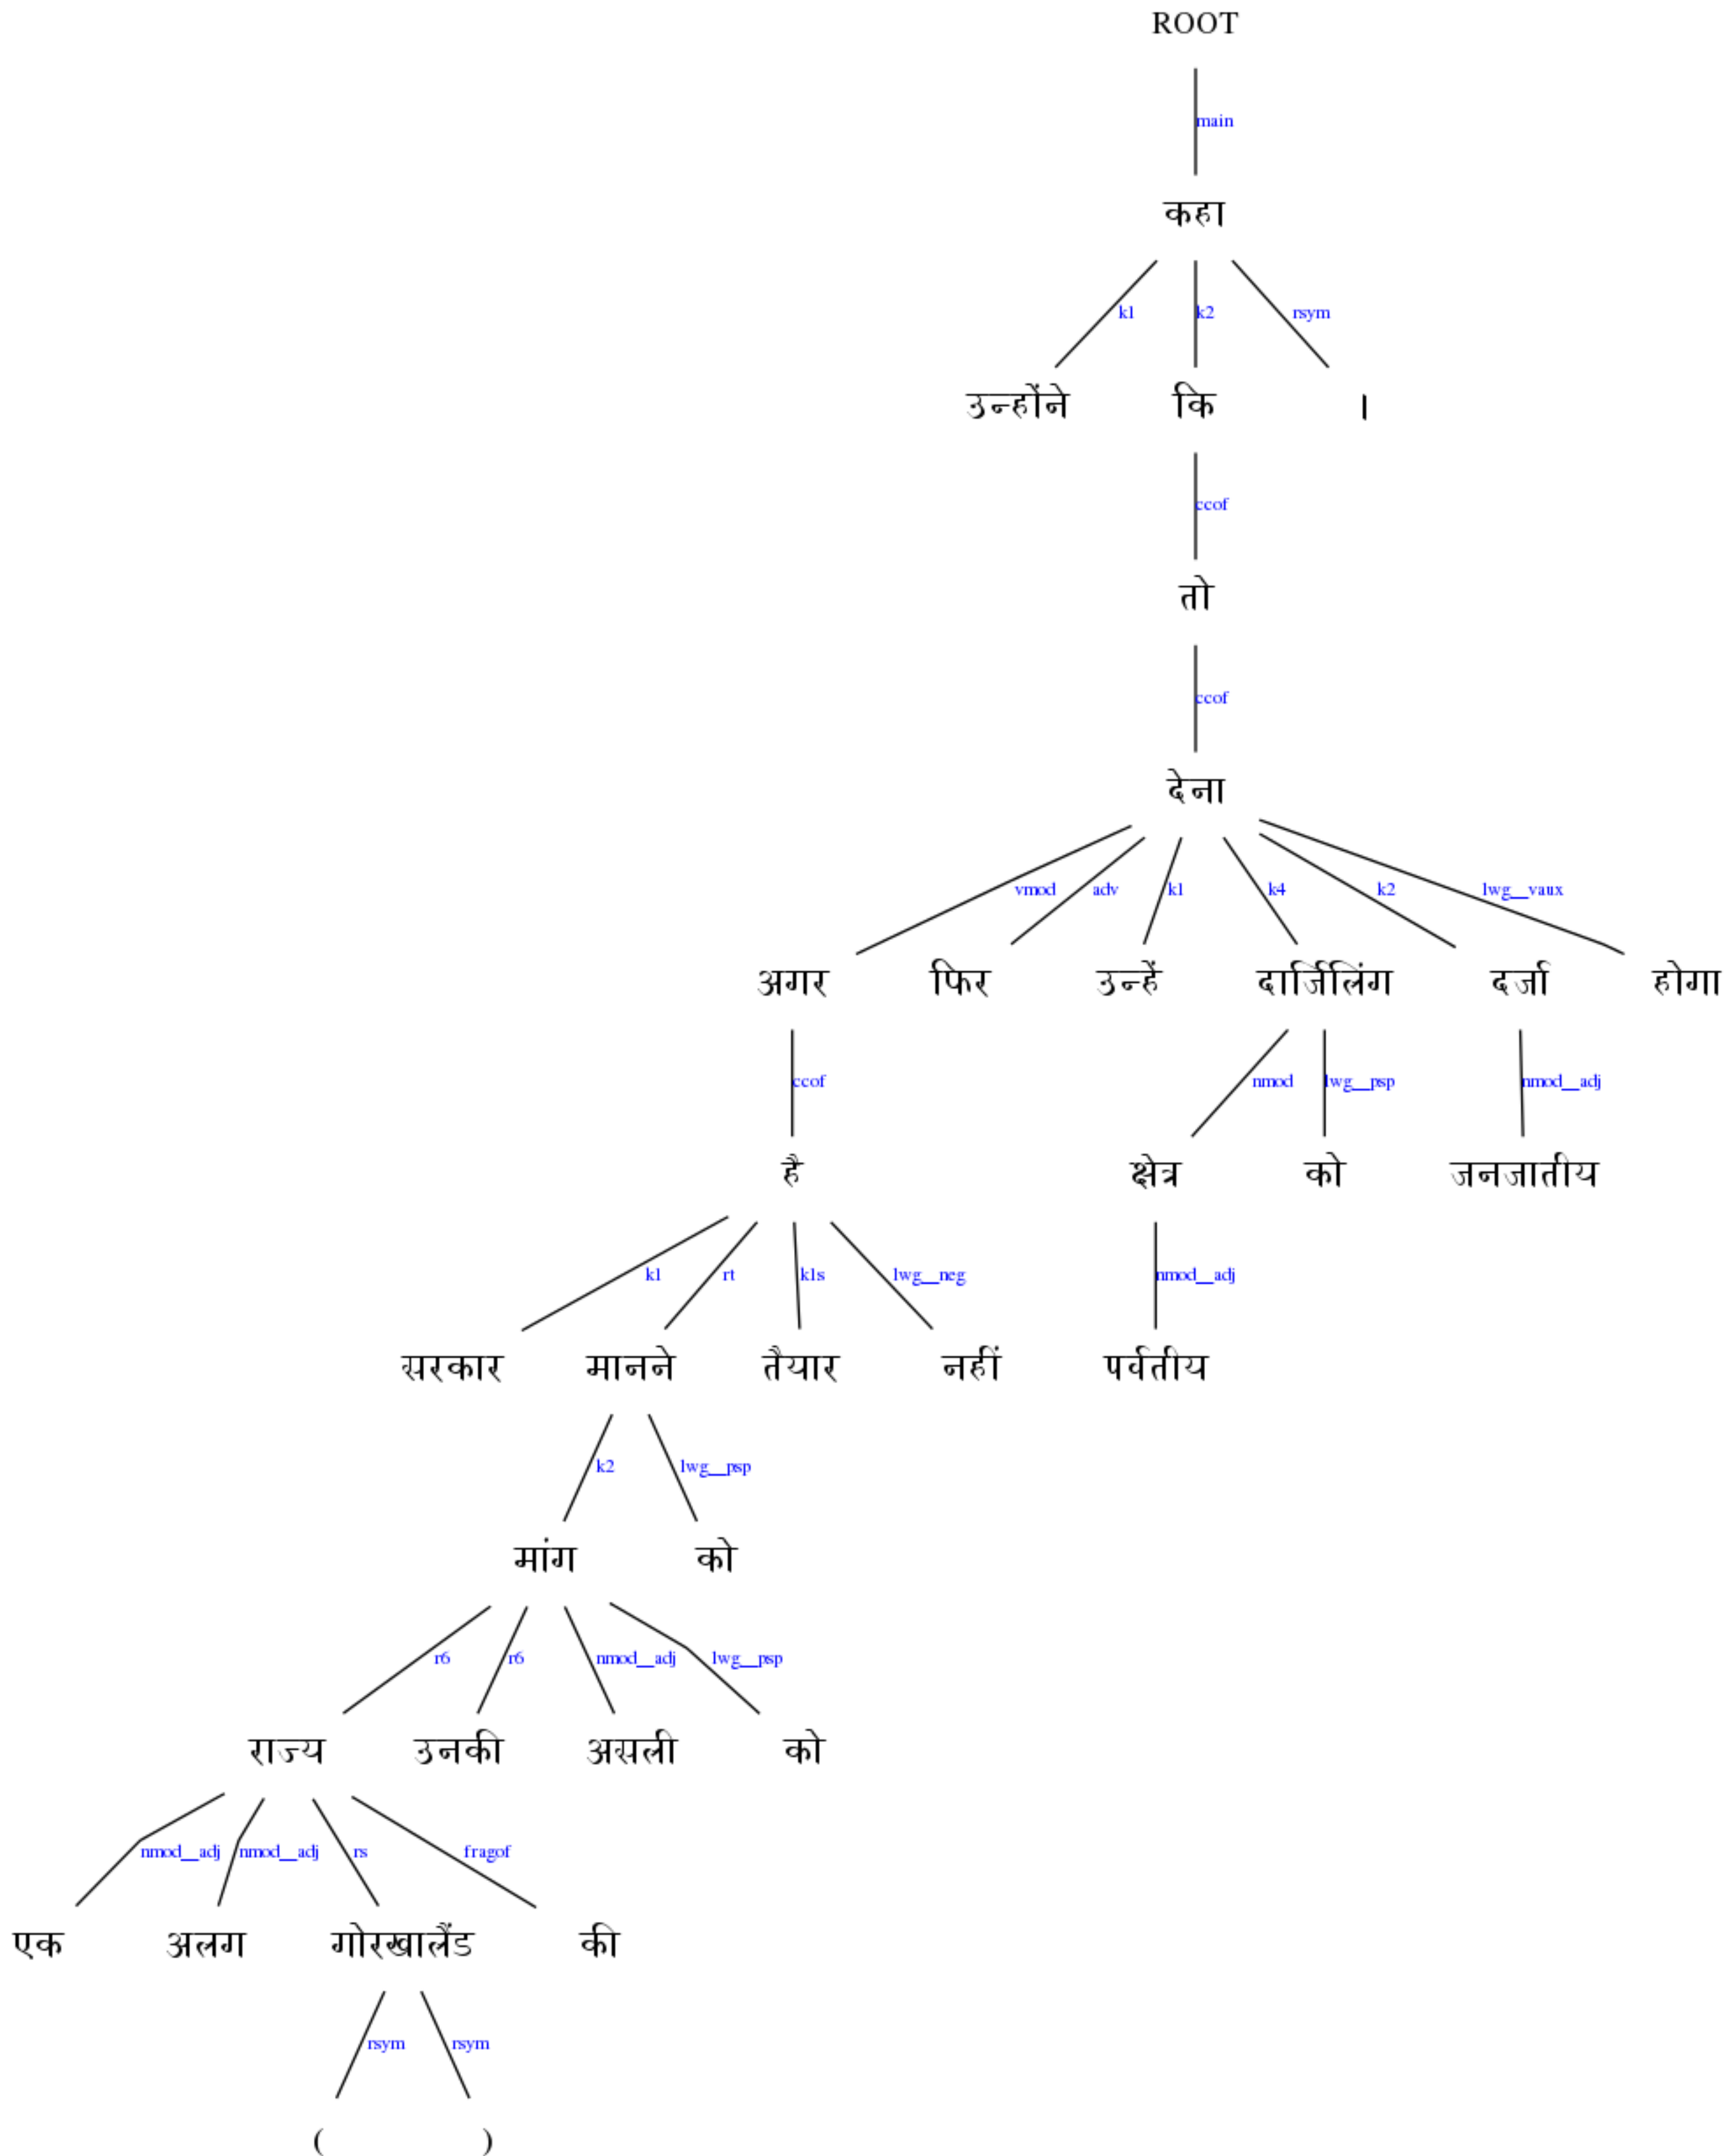 ROOT
main
कहा
k1 k2 rsym
उन्होंने कि ।
ccof
तो
ccof
देना
vmod adv k1 k4 k2 lwg__vaux
अगर फिर उन्हें दार्जिलिंग दर्जा होगा
ccof nmod lwg__psp nmod__adj
है क्षेत्र को जनजातीय
k1 rt k1s lwg__neg nmod__adj
सरकार मानने तैयार नहीं पर्वतीय
k2 lwg__psp
मांग को
r6 r6 nmod__adj lwg__psp
राज्य उनकी असली को
nmod__adj nmod__adj rs fragof
एक अलग गोरखालैंड की
rsym rsym
( )